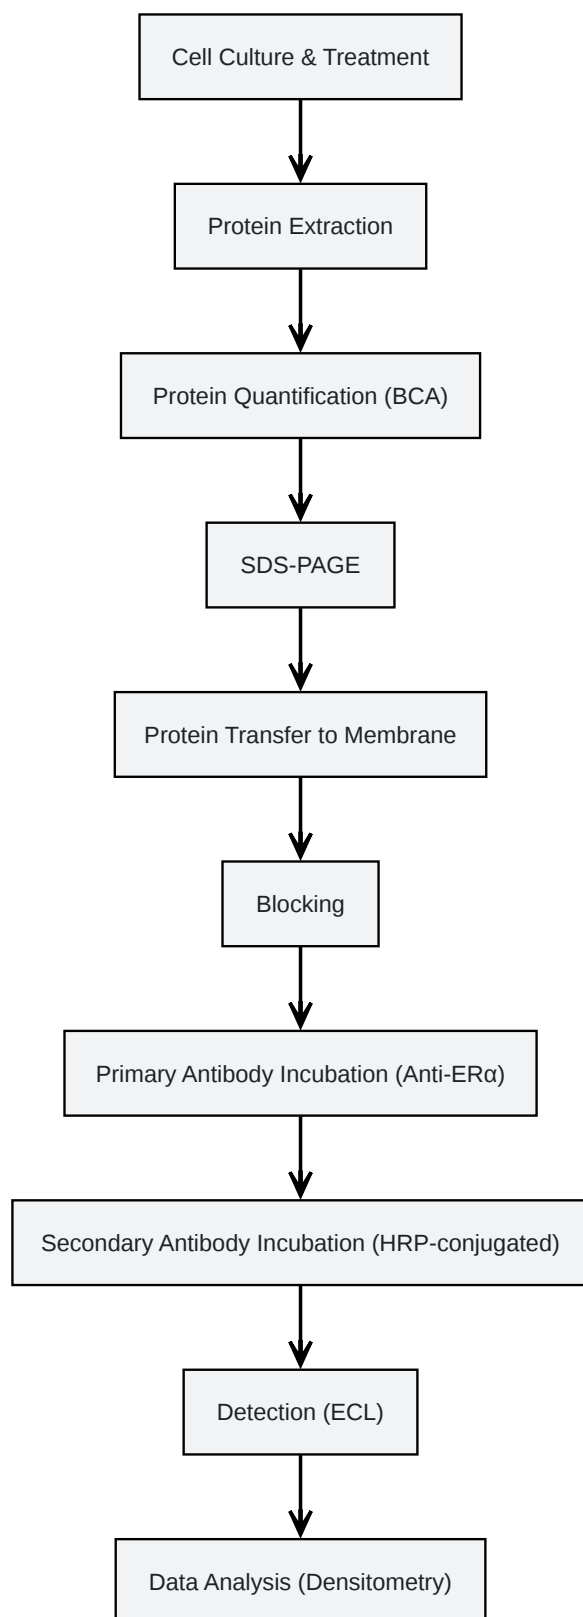 Cell Culture & Treatment
Protein Extraction
Protein Quantification (BCA)
SDS-PAGE
Protein Transfer to Membrane
Blocking
Primary Antibody Incubation (Anti-ERα)
Secondary Antibody Incubation (HRP-conjugated)
Detection (ECL)
Data Analysis (Densitometry)